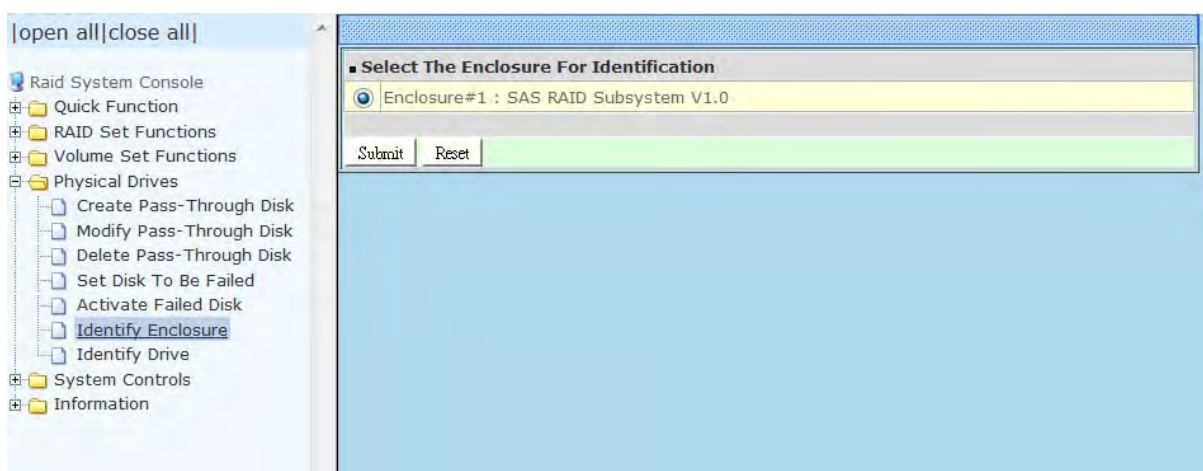 |open all|close all|
Raid System Console
Quick Function
RAID Set Functions
Volume Set Functions
Physical Drives
Create Pass-Through Disk
Modify Pass-Through Disk
Delete Pass-Through Disk
Set Disk To Be Failed
Activate Failed Disk
Identify Enclosure
Identify Drive
System Controls
Information
Select The Enclosure For Identification
Enclosure#1 : SAS RAID Subsystem V1.0
Submit Reset